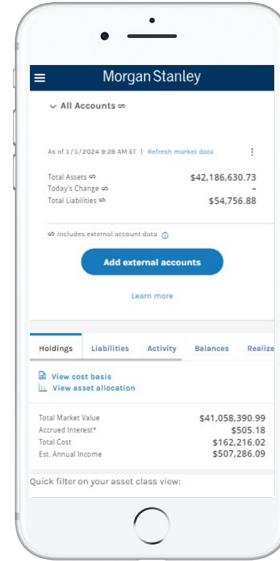 Morgan Stanley
All Accounts
As of 1/5/2024 9:28 AM ET | Refresh market data
Total Assets $42,186,630.73
Today's Change –
Total Liabilities $54,756.88
Includes external account data
Add external accounts
Learn more
Holdings Liabilities Activity Balances Realize
View cost basis
View asset allocation
Total Market Value $41,058,390.99
Accrued Interest* $505.18
Total Cost $162,216.02
Est. Annual Income $507,286.09
Quick filter on your asset class view: